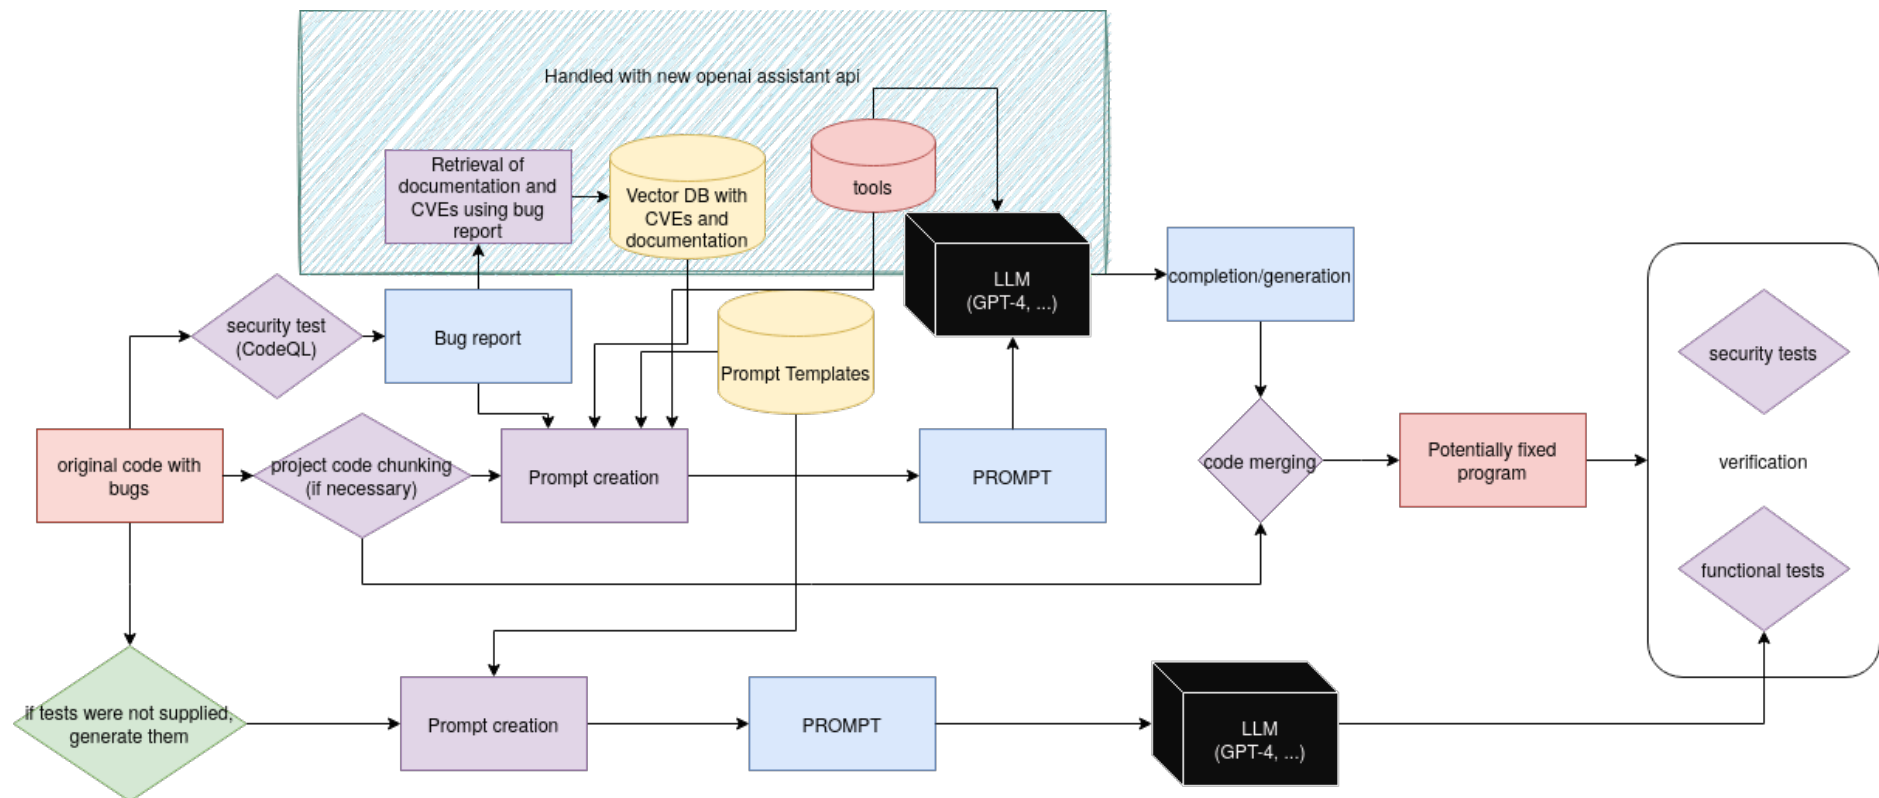 Handled with new openai assistant api
Retrieval of
documentation and
CVEs using bug
report
Vector DB with
CVEs and
documentation
tools
LLM
(GPT-4, ...)
completion/generation
security test
(CodeQL)
Bug report
Prompt Templates
security tests
original code with
bugs
project code chunking
(if necessary)
Prompt creation
PROMPT
code merging
Potentially fixed
program
verification
functional tests
if tests were not supplied,
generate them
Prompt creation
PROMPT
LLM
(GPT-4, ...)